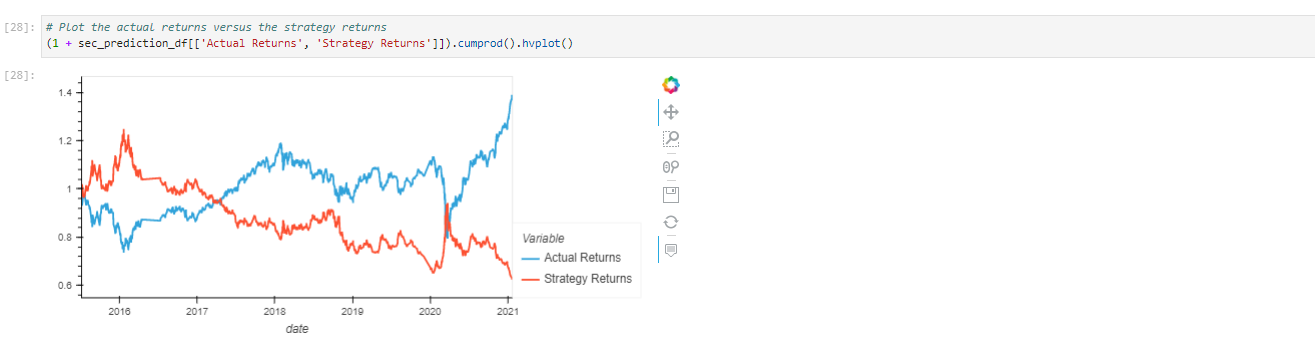 [28]: # Plot the actual returns versus the strategy returns
(1 + sec_prediction_df[['Actual Returns', 'Strategy Returns']]).cumprod().hvplot()
[28]:
1.4
1.2
1
0.8
0.6
2016 2017 2018 2019 2020 2021
date
Variable
Actual Returns
Strategy Returns